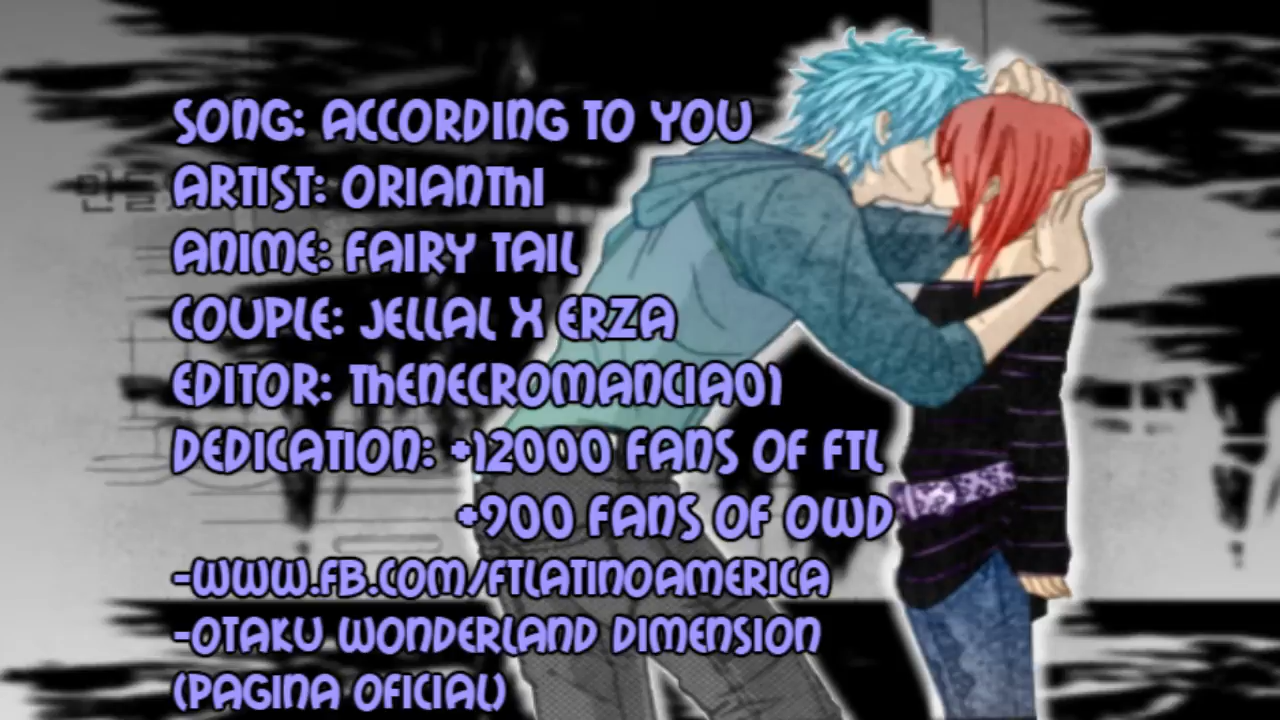 SONG: ACCORDING TO YOU
ARTIST: ORIANTHI
ANIME: FAIRY TAIL
COUPLE: JELLAL X ERZA
EDITOR: THENECROMANCIA01
DEDICATION: +12000 FANS OF FTL
+900 FANS OF OWD
-WWW.FB.COM/FTLATINOAMERICA
-OTAKU WONDERLAND DIMENSION
(PAGINA OFICIAL)